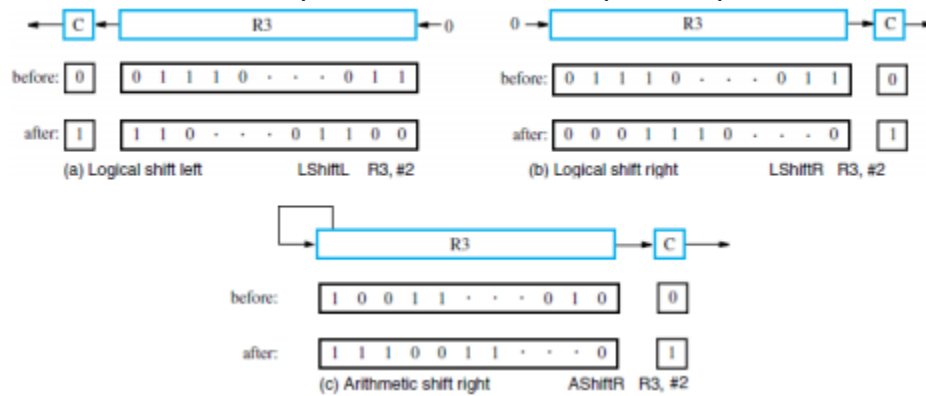 C R3 0
before: 0 0 1 1 1 0 · · · 0 1 1
after: 1 1 1 0 · · · 0 1 1 0 0
(a) Logical shift left LShiftL R3, #2
0 R3 C
before: 0 1 1 1 0 · · · 0 1 1 0
after: 0 0 0 1 1 1 0 · · · 0 1
(b) Logical shift right LShiftR R3, #2
R3 C
before: 1 0 0 1 1 · · · 0 1 0 0
after: 1 1 1 0 0 1 1 · · · 0 1
(c) Arithmetic shift right AShiftR R3, #2